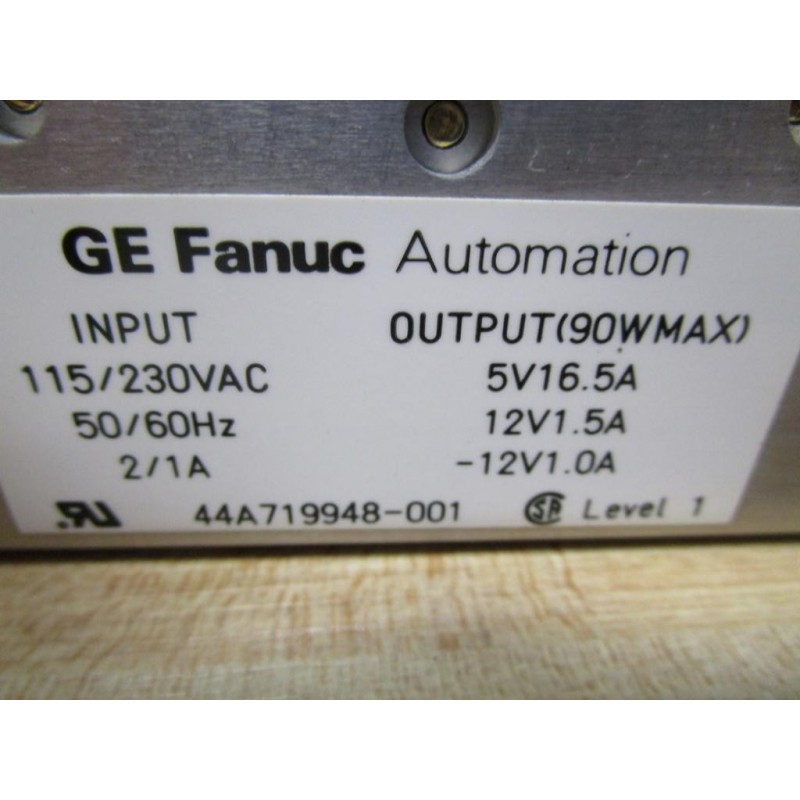 GE Fanuc Automation
INPUT OUTPUT(90WMAX)
115/230VAC 5V16.5A
50/60Hz 12V1.5A
2/1A -12V1.0A
44A719948-001 Level 1